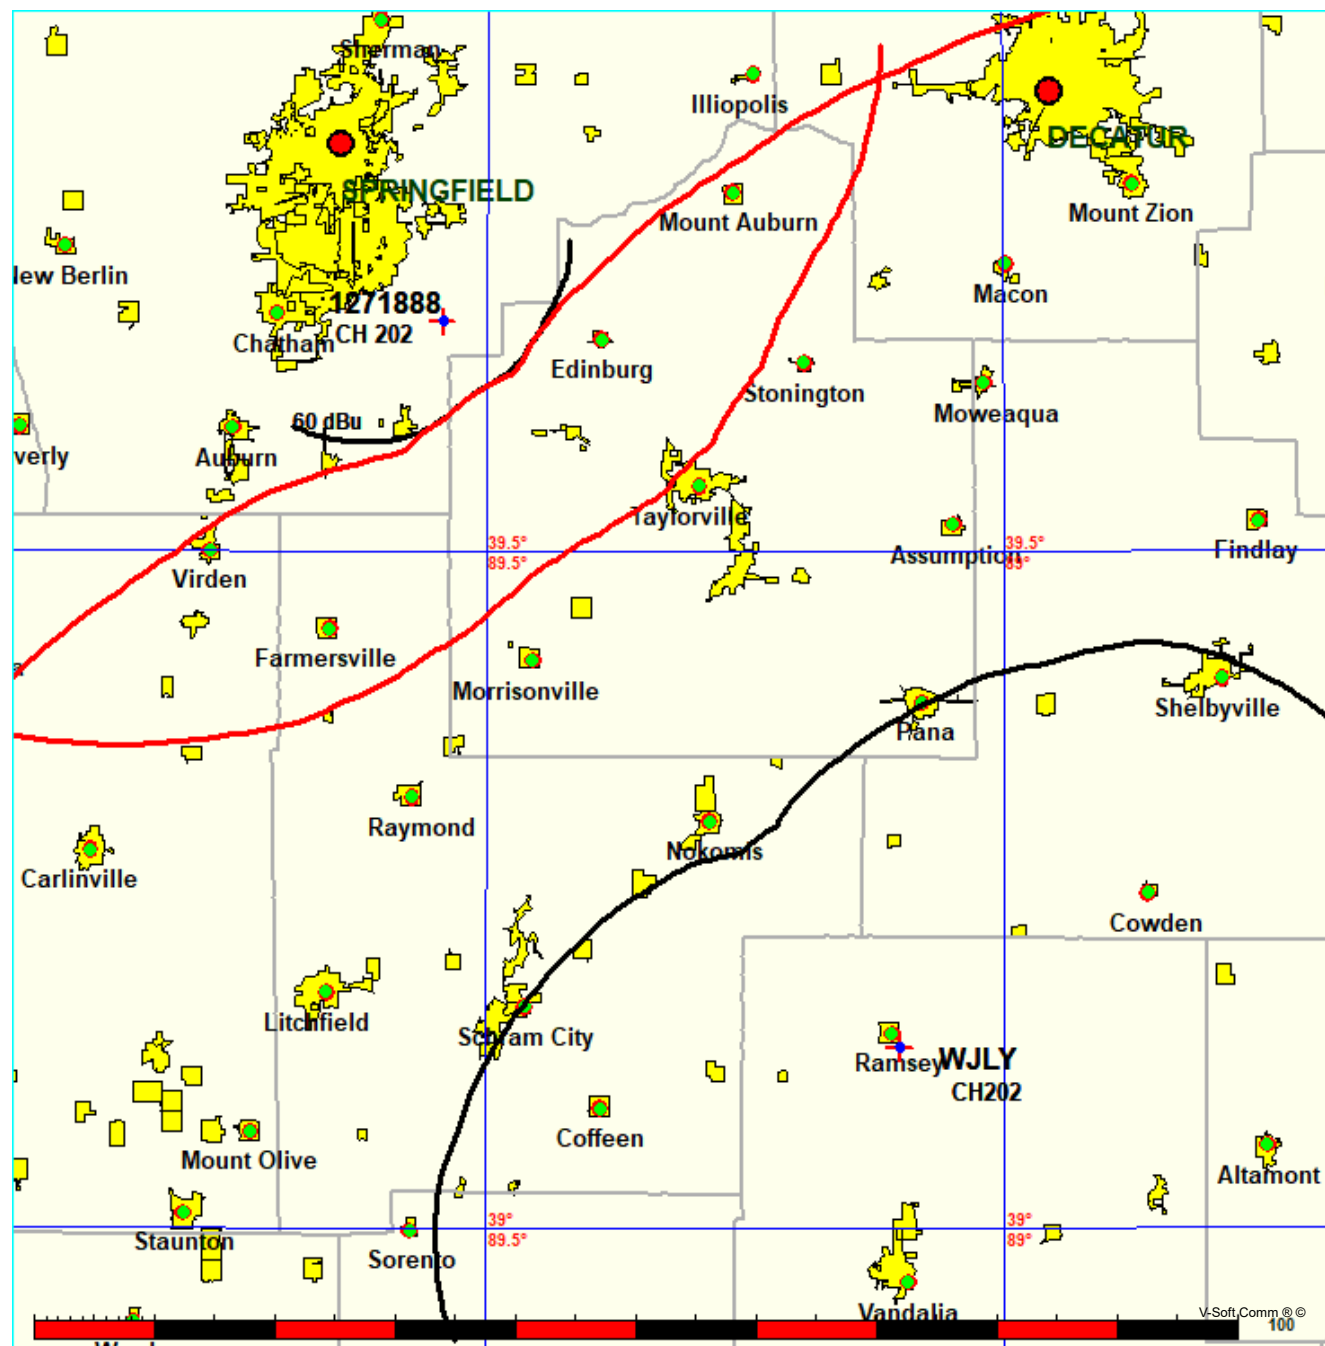 Sherman
Illiopolis
DECATUR
SPRINGFIELD
Mount Zion
Mount Auburn
New Berlin
Macon
1271888
CH 202
Chatham
Edinburg
Stonington
Moweaqua
60 dBu
verly
Auburn
Taylorville
39.5°
89.5°
Assumption
39.5°
89°
Findlay
Virden
Farmersville
Morrisonville
Shelbyville
Pana
Raymond
Nokomis
Carlinville
Cowden
Litchfield
Schram City
Ramsey
WJLY
CH202
Coffeen
Mount Olive
Altamont
39°
89.5°
39°
89°
Staunton
Sorento
Vandalia
V-Soft Comm ® ©
100